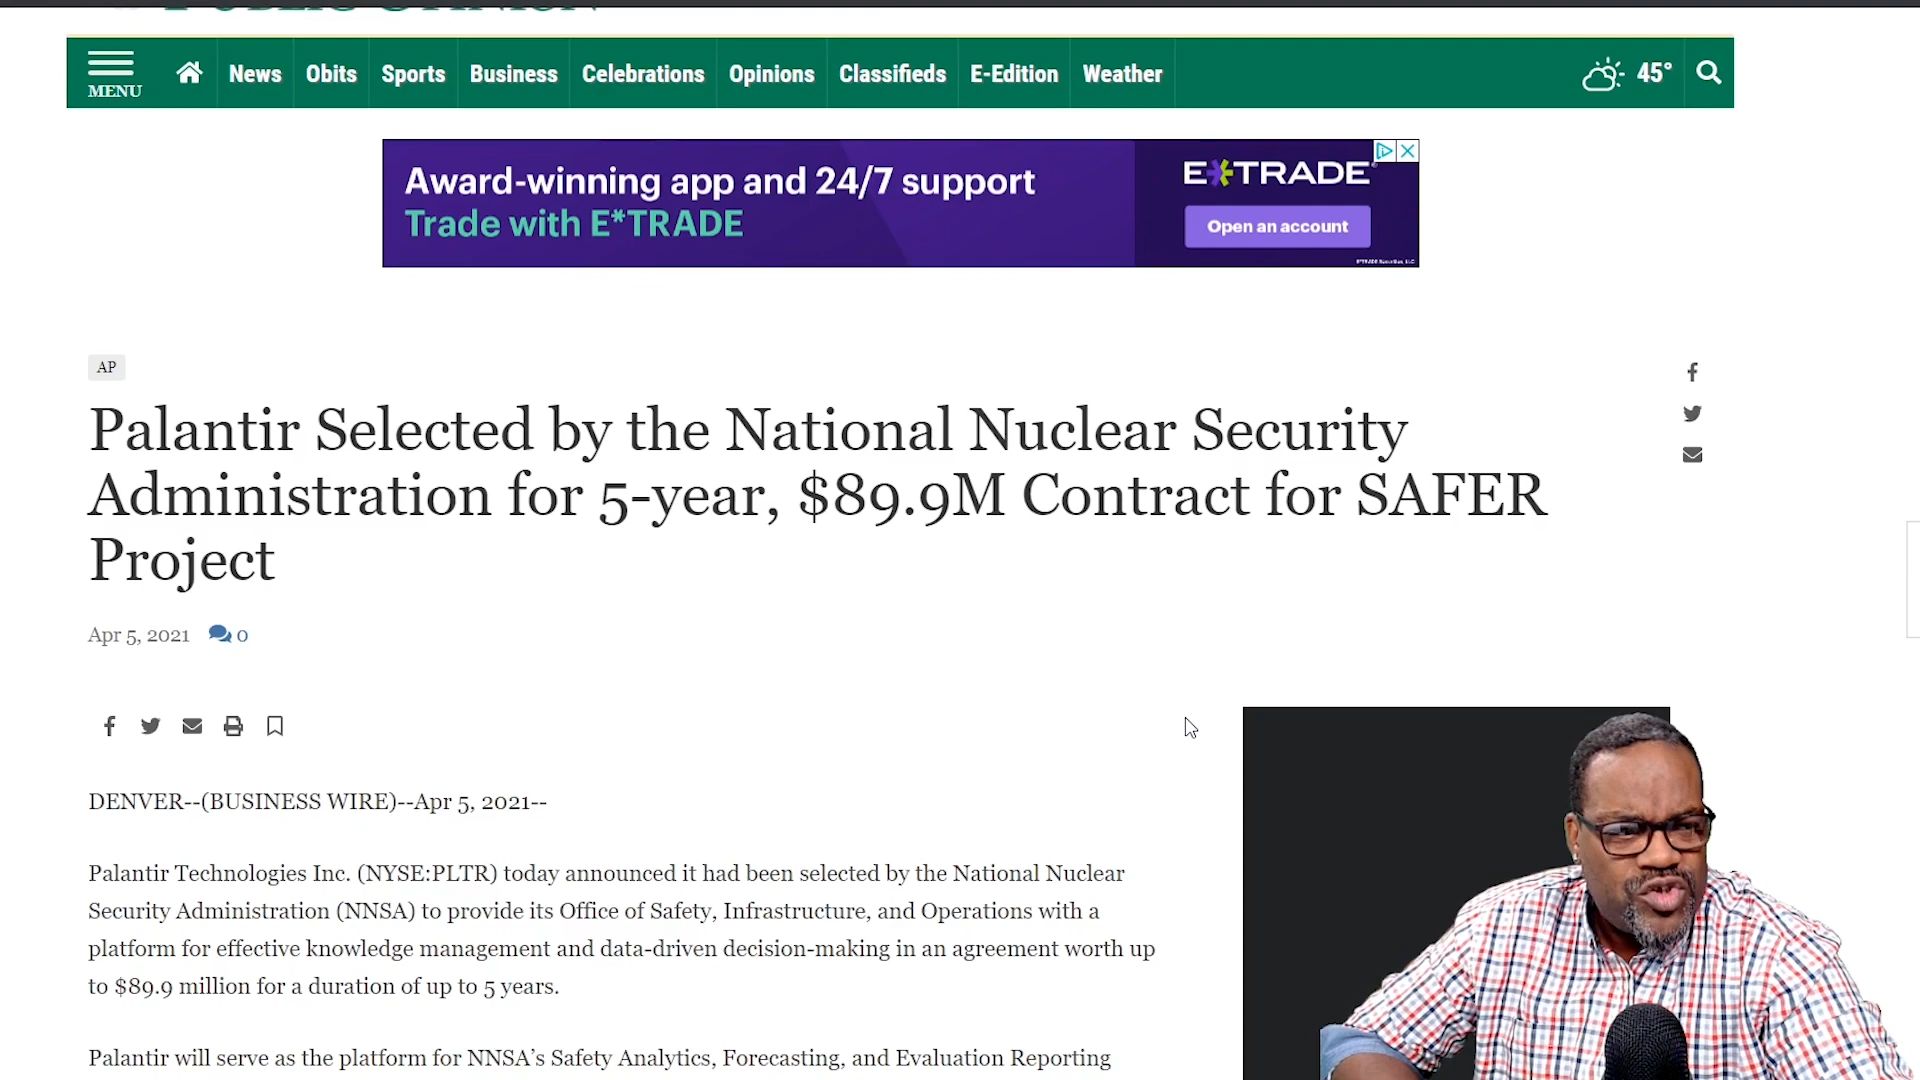 PUBLIC OPINION
MENU
News
Obits
Sports
Business
Celebrations
Opinions
Classifieds
E-Edition
Weather
45°
Award-winning app and 24/7 support
Trade with E*TRADE
E*TRADE
Open an account
E*TRADE Securities LLC
AP
Palantir Selected by the National Nuclear Security
Administration for 5-year, $89.9M Contract for SAFER
Project
Apr 5, 2021
0
DENVER--(BUSINESS WIRE)--Apr 5, 2021--
Palantir Technologies Inc. (NYSE:PLTR) today announced it had been selected by the National Nuclear
Security Administration (NNSA) to provide its Office of Safety, Infrastructure, and Operations with a
platform for effective knowledge management and data-driven decision-making in an agreement worth up
to $89.9 million for a duration of up to 5 years.
Palantir will serve as the platform for NNSA’s Safety Analytics, Forecasting, and Evaluation Reporting